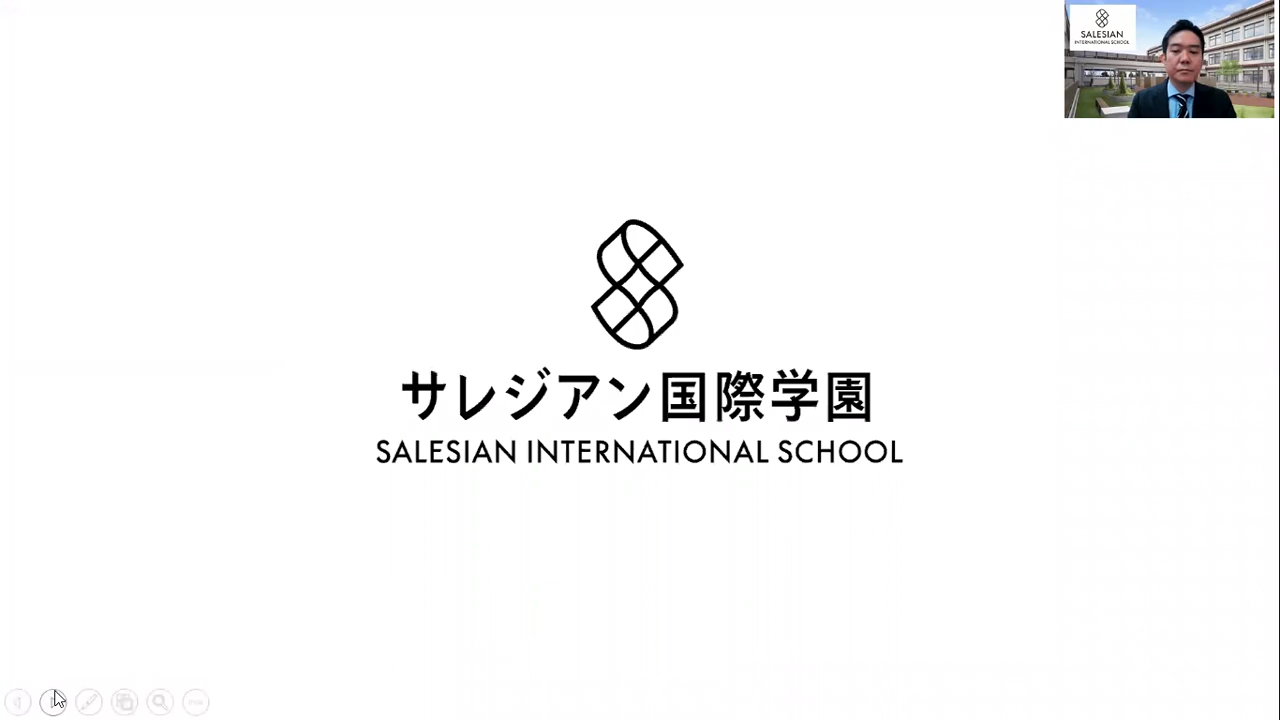 サレジアン国際学園
SALESIAN INTERNATIONAL SCHOOL
SALESIAN
INTERNATIONAL SCHOOL